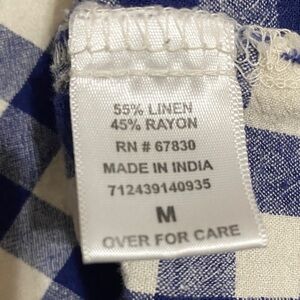 55% LINEN
45% RAYON
RN # 67830
MADE IN INDIA
712439140935
M
OVER FOR CARE